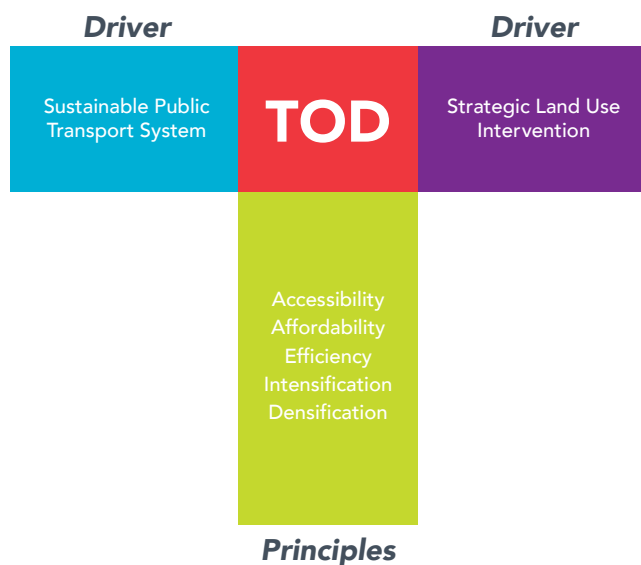 Driver
Driver
Sustainable Public
Transport System
TOD
Strategic Land Use
Intervention
Accessibility
Affordability
Efficiency
Intensification
Densification
Principles